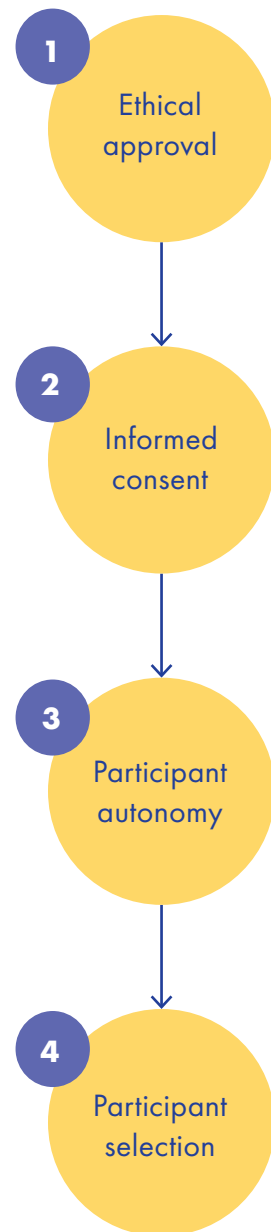 1
Ethical
approval
2
Informed
consent
3
Participant
autonomy
4
Participant
selection